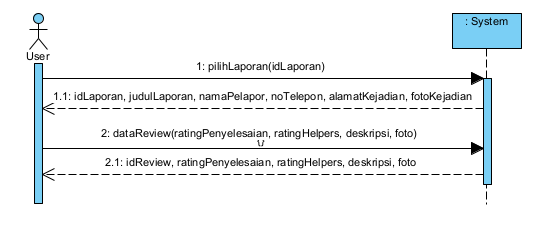 : System
User
1: pilihLaporan(idLaporan)
1.1: idLaporan, judulLaporan, namaPelapor, noTelepon, alamatKejadian, fotoKejadian
2: dataReview(ratingPenyelesaian, ratingHelpers, deskripsi, foto)
2.1: idReview, ratingPenyelesaian, ratingHelpers, deskripsi, foto